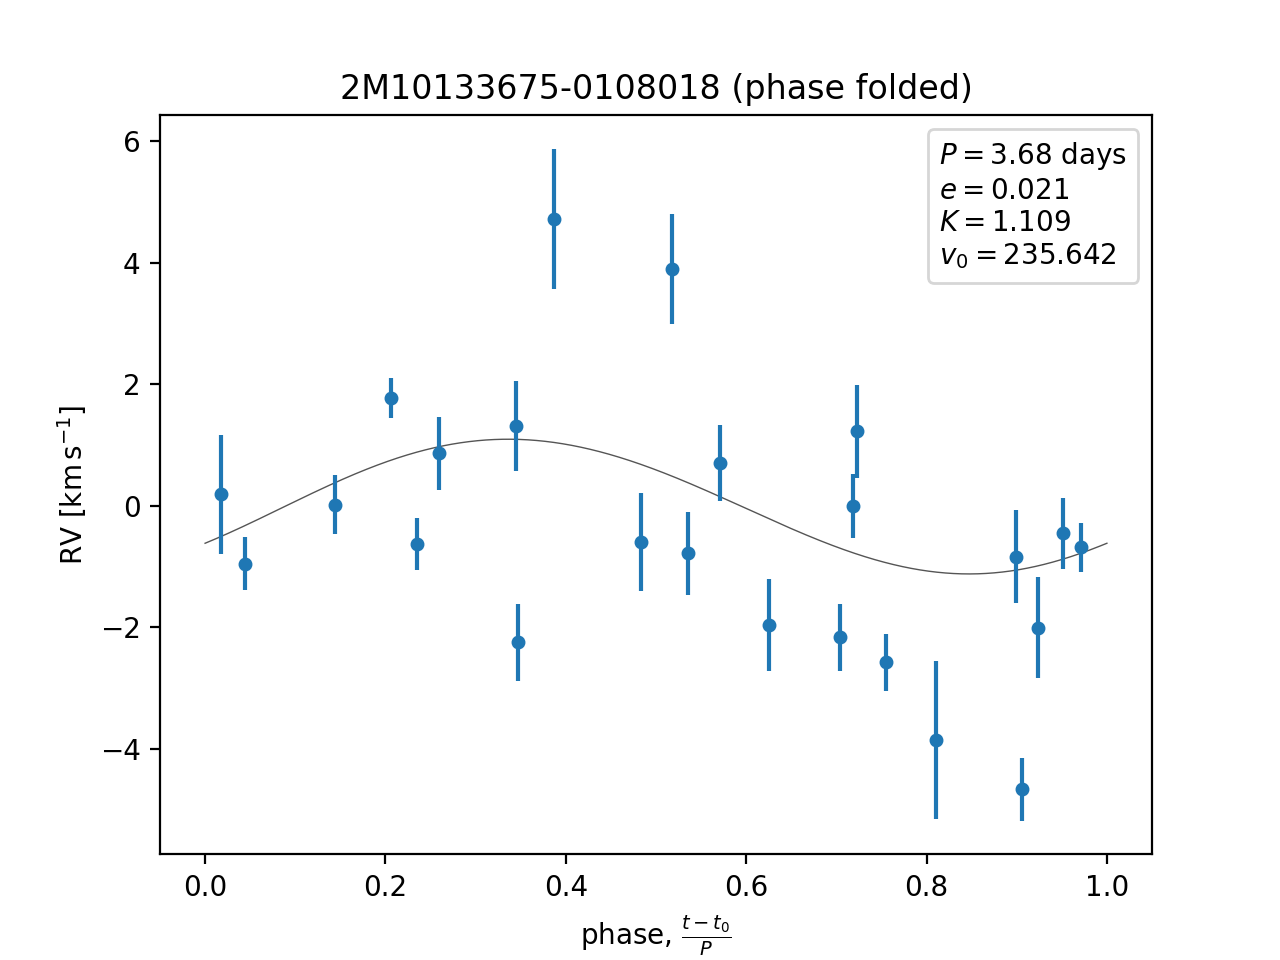 2M10133675-0108018 (phase folded)
P = 3.68 days
e = 0.021
K = 1.109
v₀ = 235.642
6
4
2
0
−2
−4
RV [km s⁻¹]
0.0 0.2 0.4 0.6 0.8 1.0
phase, (t − t₀)/P